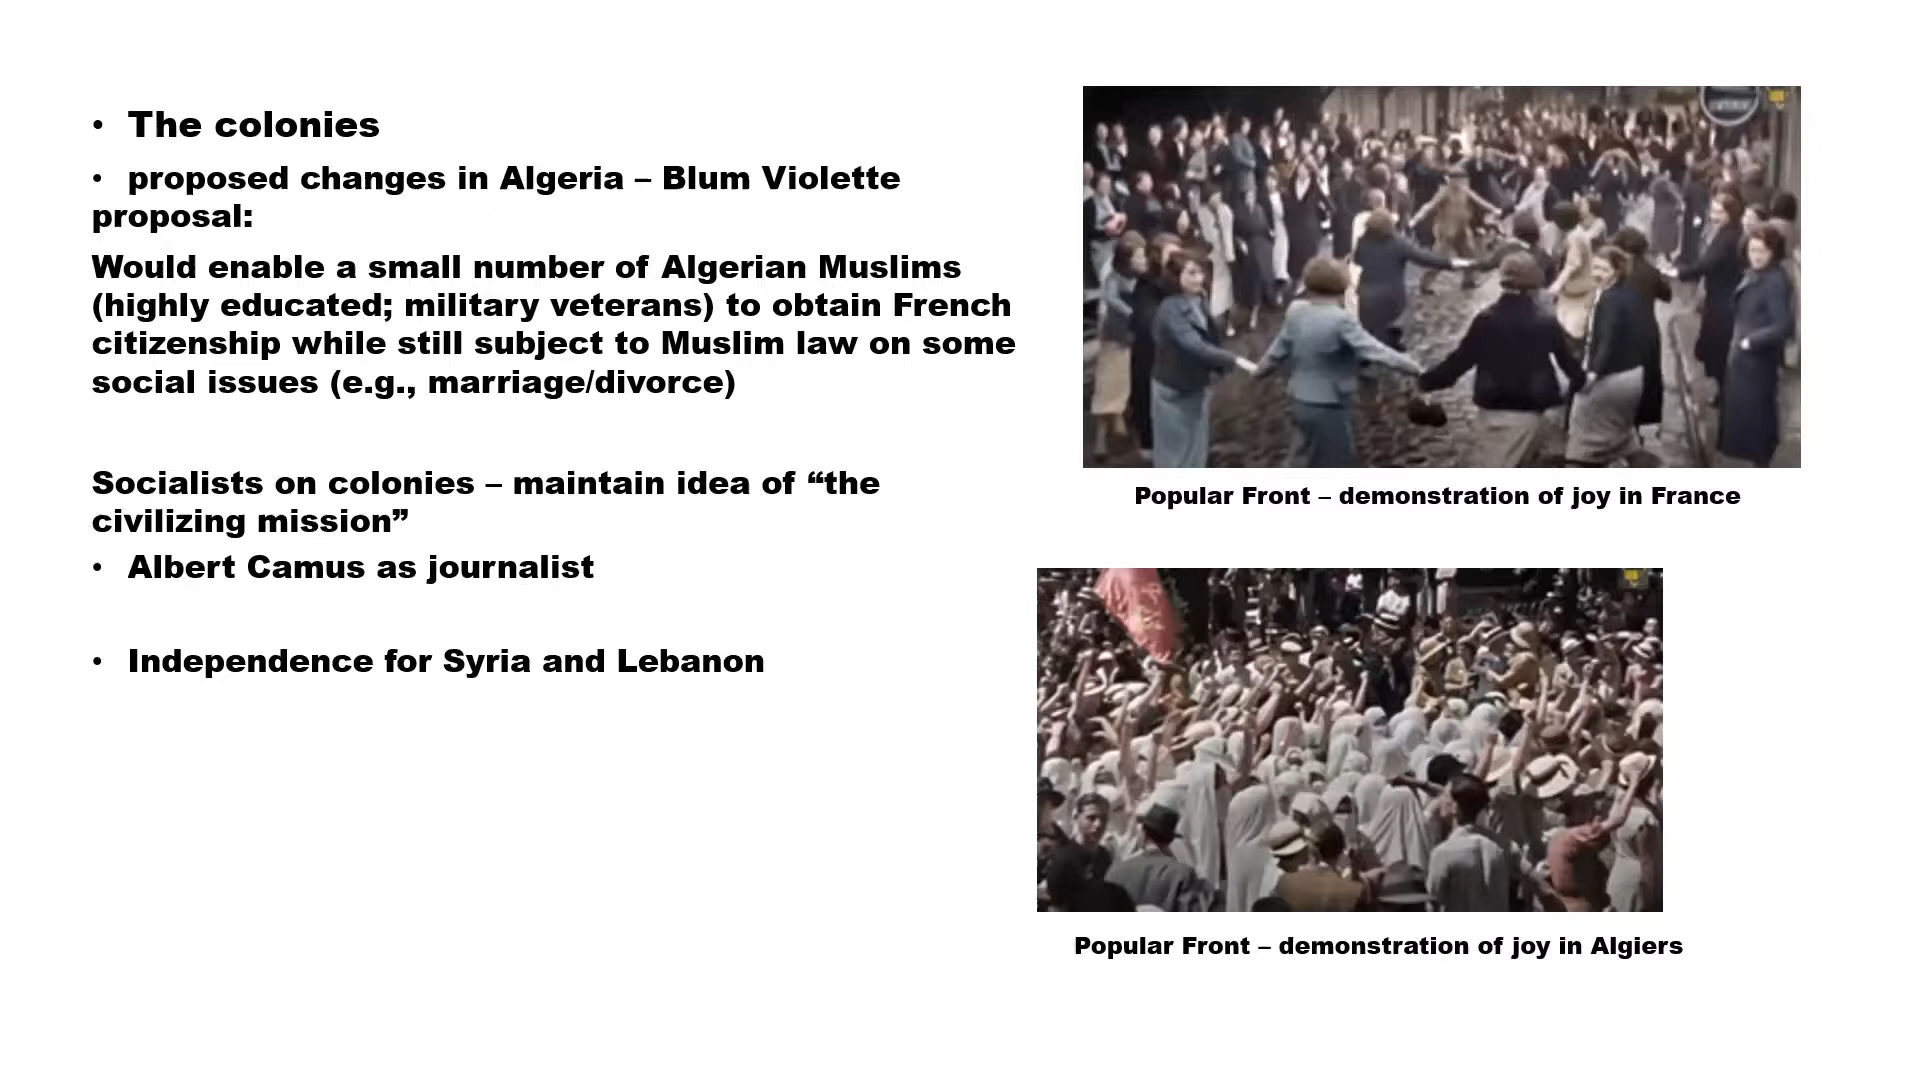 • The colonies
• proposed changes in Algeria – Blum Violette
proposal:
Would enable a small number of Algerian Muslims
(highly educated; military veterans) to obtain French
citizenship while still subject to Muslim law on some
social issues (e.g., marriage/divorce)
Socialists on colonies – maintain idea of “the
civilizing mission”
• Albert Camus as journalist
• Independence for Syria and Lebanon
Popular Front – demonstration of joy in France
Popular Front – demonstration of joy in Algiers